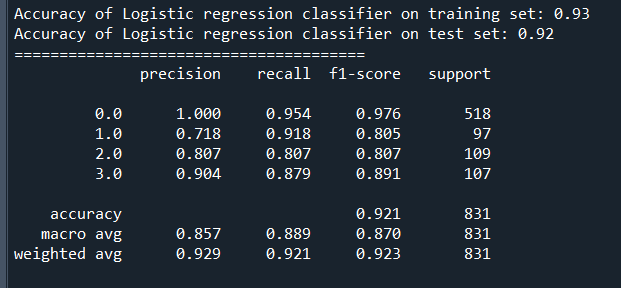 Accuracy of Logistic regression classifier on training set: 0.93
Accuracy of Logistic regression classifier on test set: 0.92
=======================================
precision recall f1-score support
0.0 1.000 0.954 0.976 518
1.0 0.718 0.918 0.805 97
2.0 0.807 0.807 0.807 109
3.0 0.904 0.879 0.891 107
accuracy 0.921 831
macro avg 0.857 0.889 0.870 831
weighted avg 0.929 0.921 0.923 831